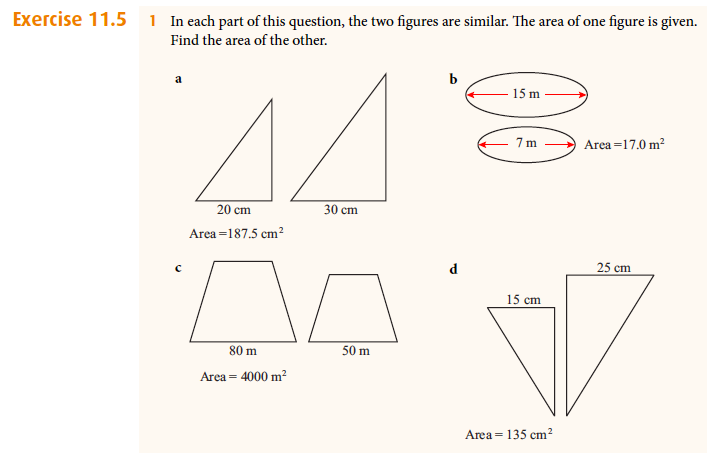 Exercise 11.5 1 In each part of this question, the two figures are similar. The area of one figure is given.
Find the area of the other.
a
20 cm
30 cm
Area =187.5 cm²
b
15 m
7 m
Area =17.0 m²
c
80 m
50 m
Area = 4000 m²
d
25 cm
15 cm
Area = 135 cm²